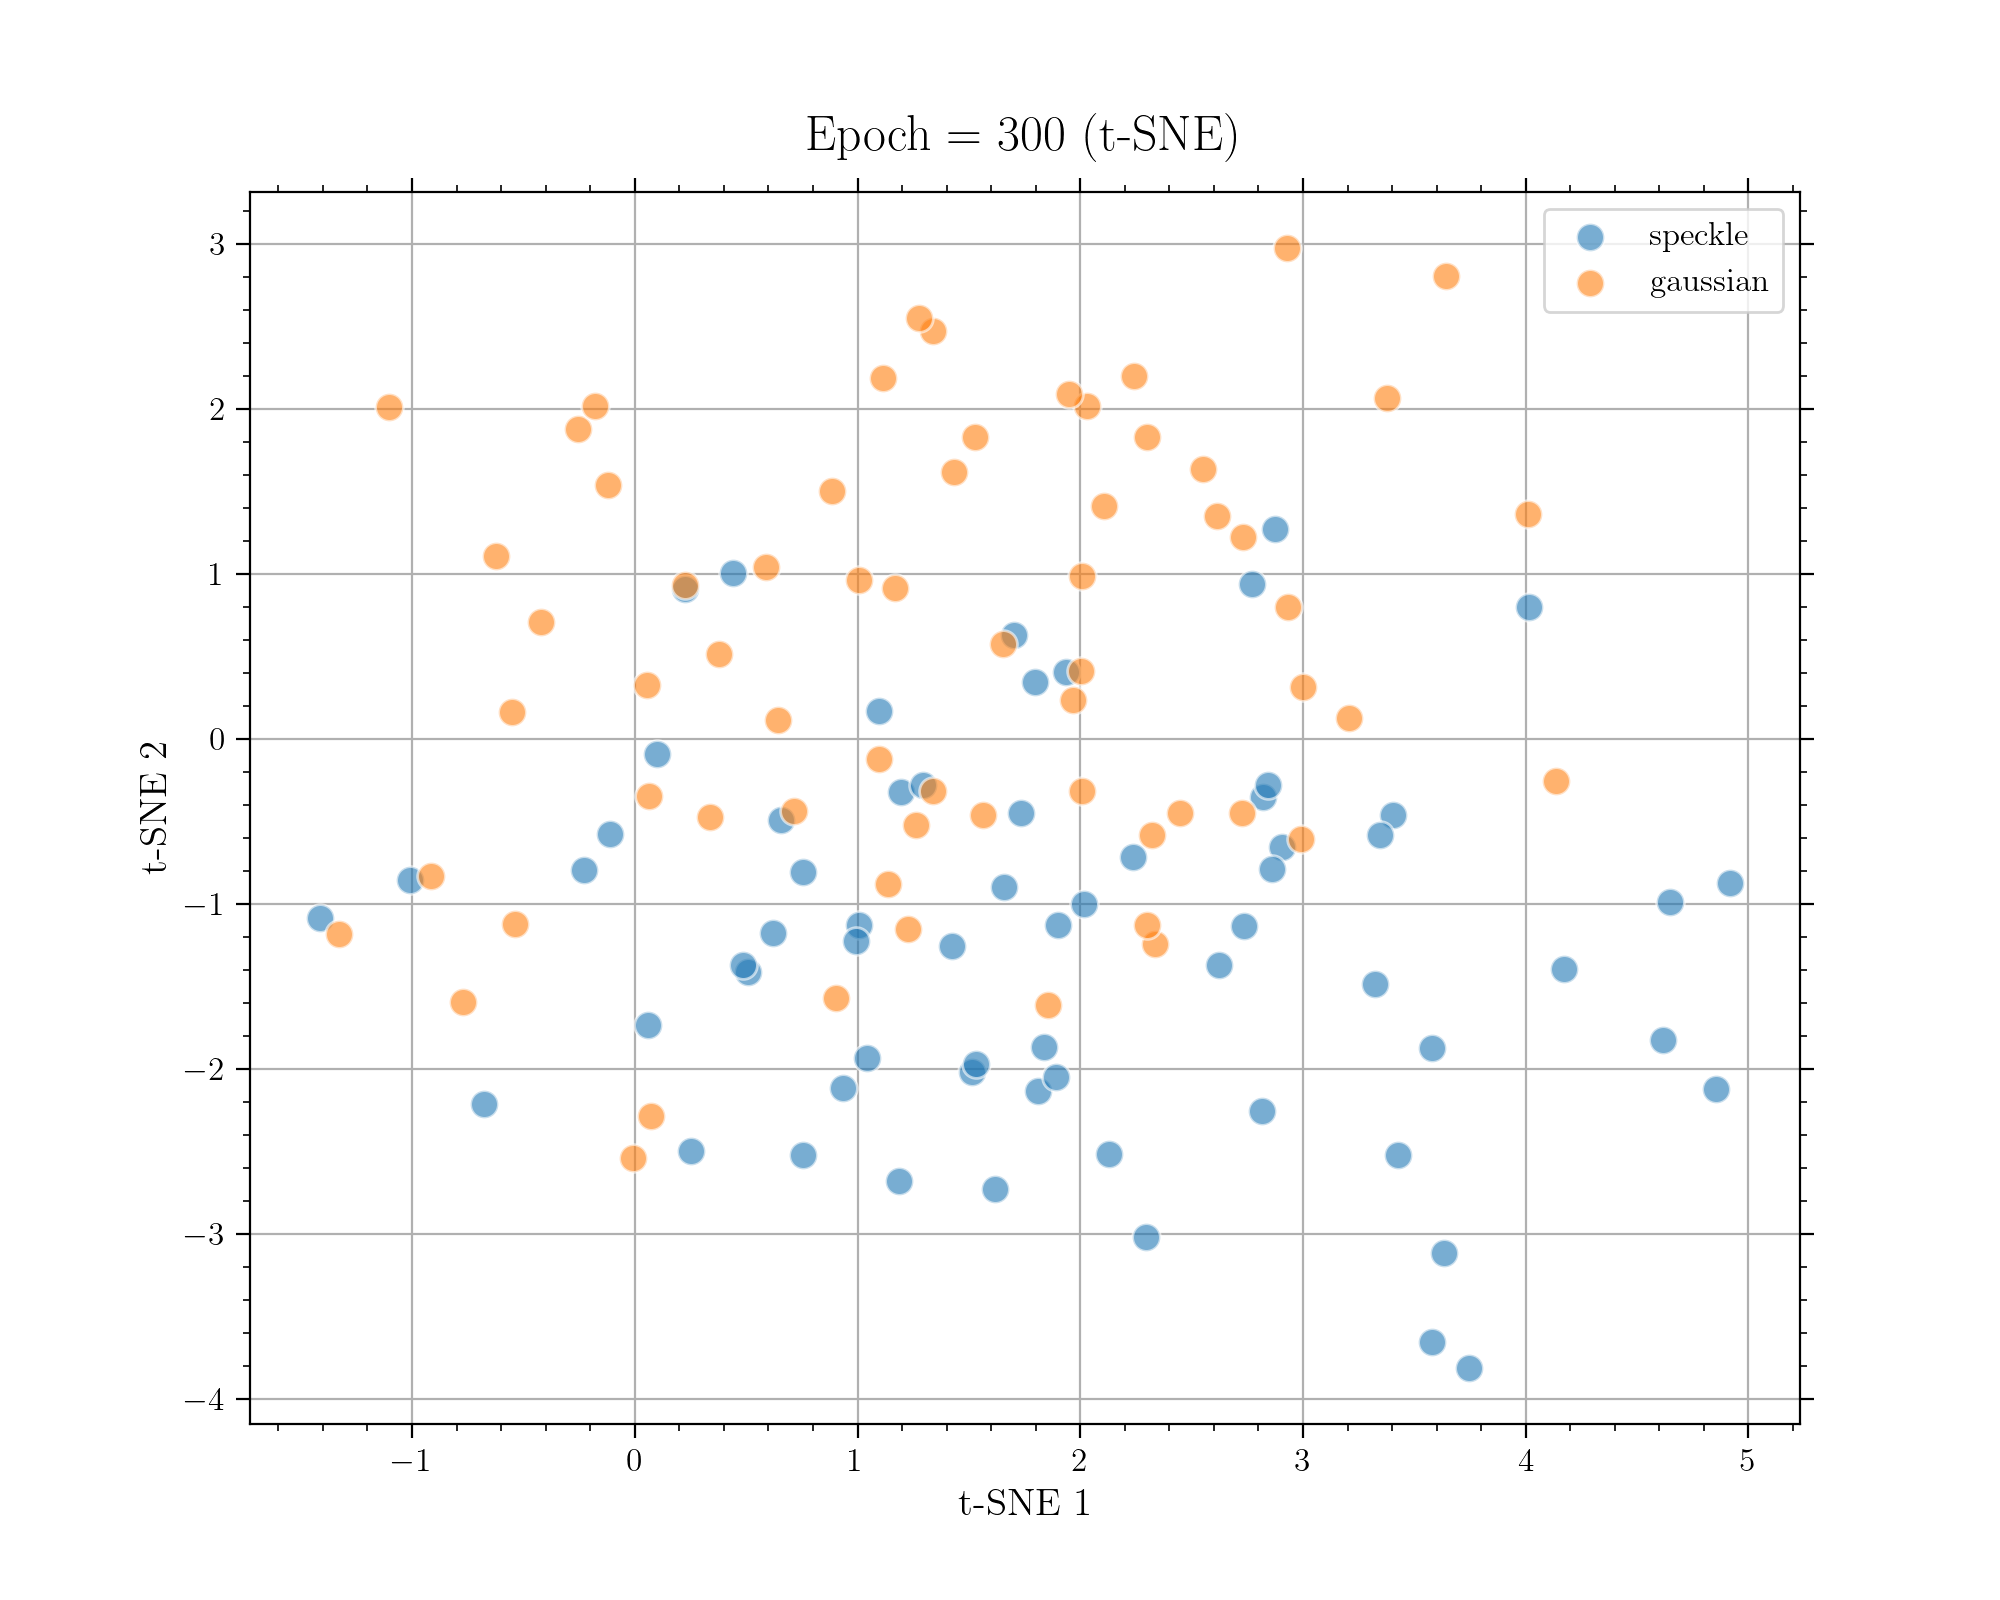 Epoch = 300 (t-SNE)
speckle
gaussian
3
2
1
0
−1
−2
−3
−4
t-SNE 2
−1 0 1 2 3 4 5
t-SNE 1